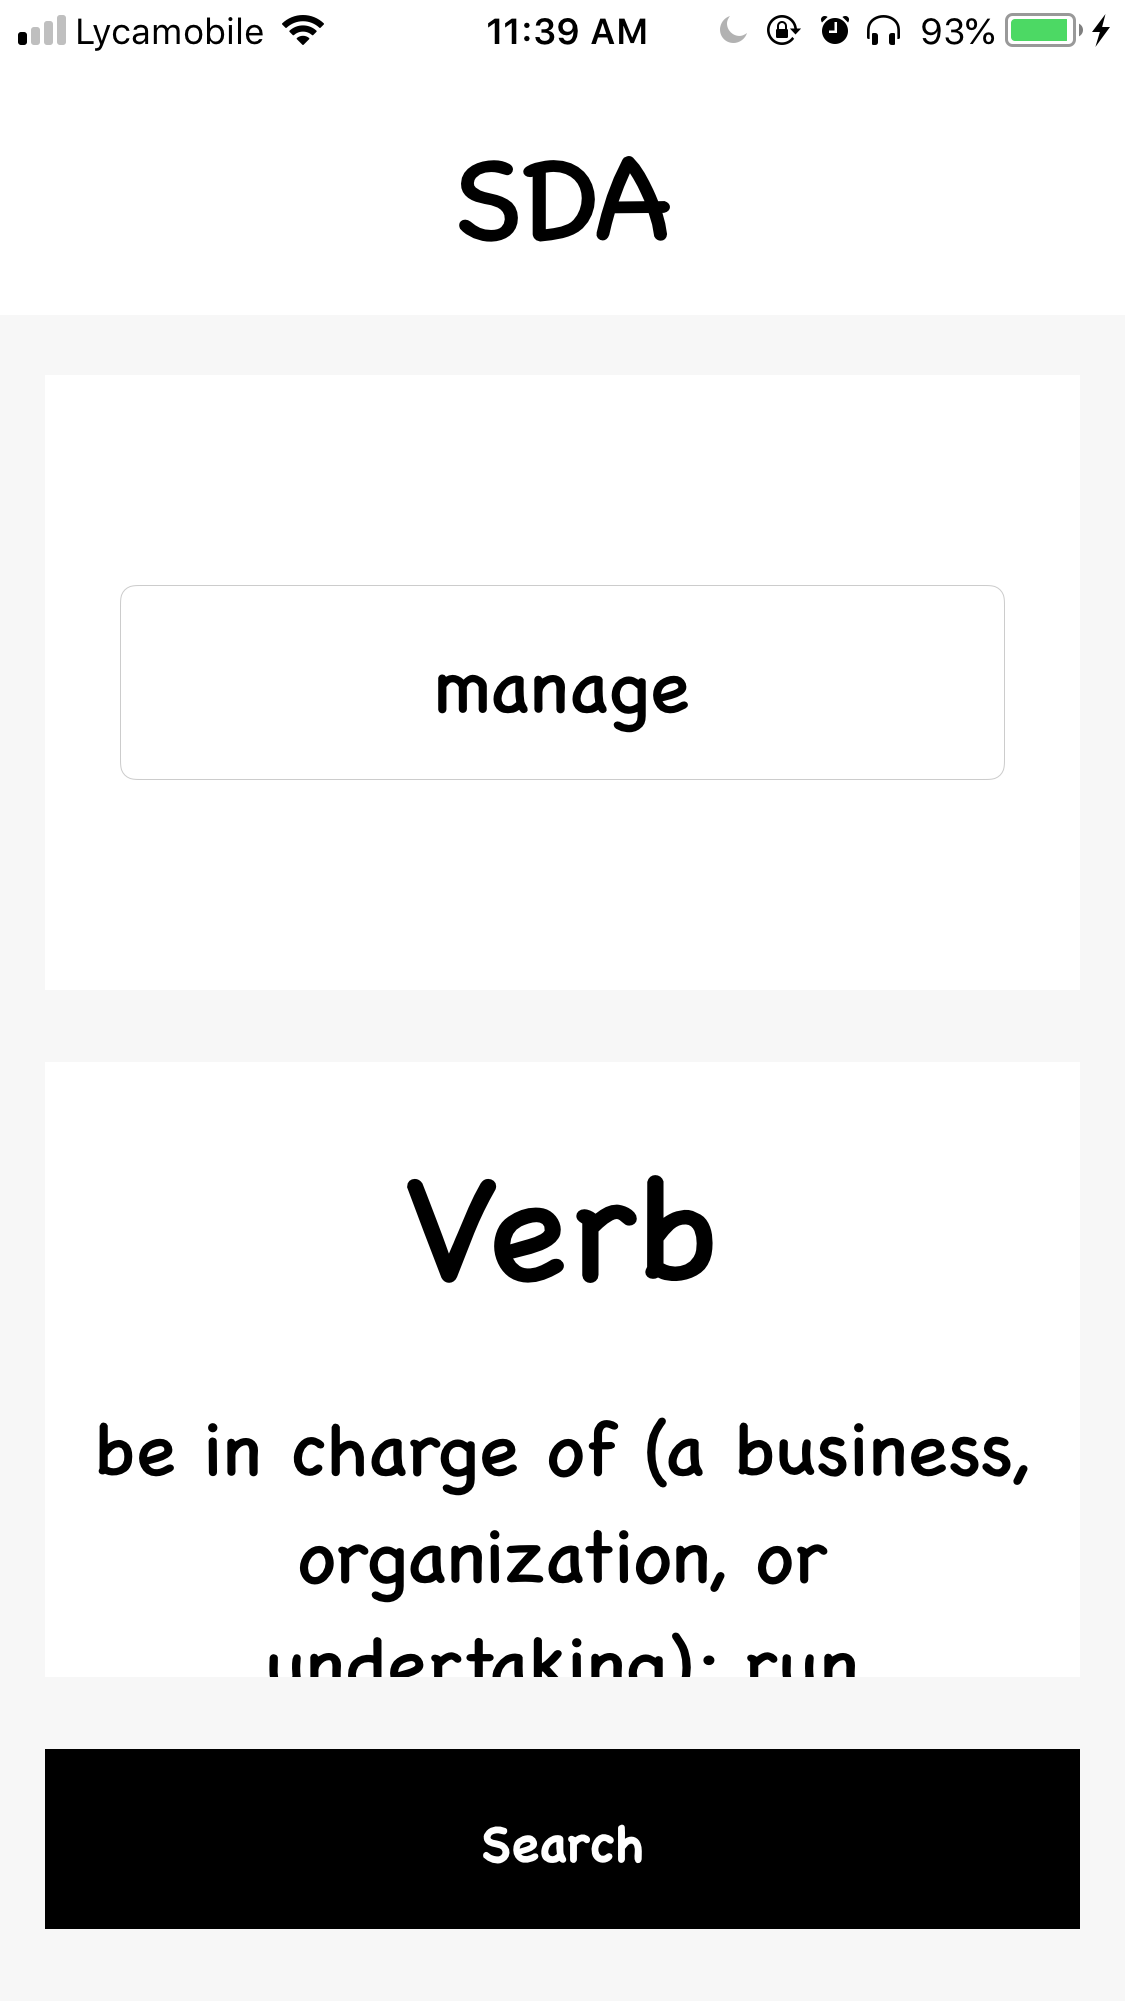 Lycamobile 11:39 AM 93%
SDA
manage
Verb
be in charge of (a business,
organization, or
undertaking); run
Search